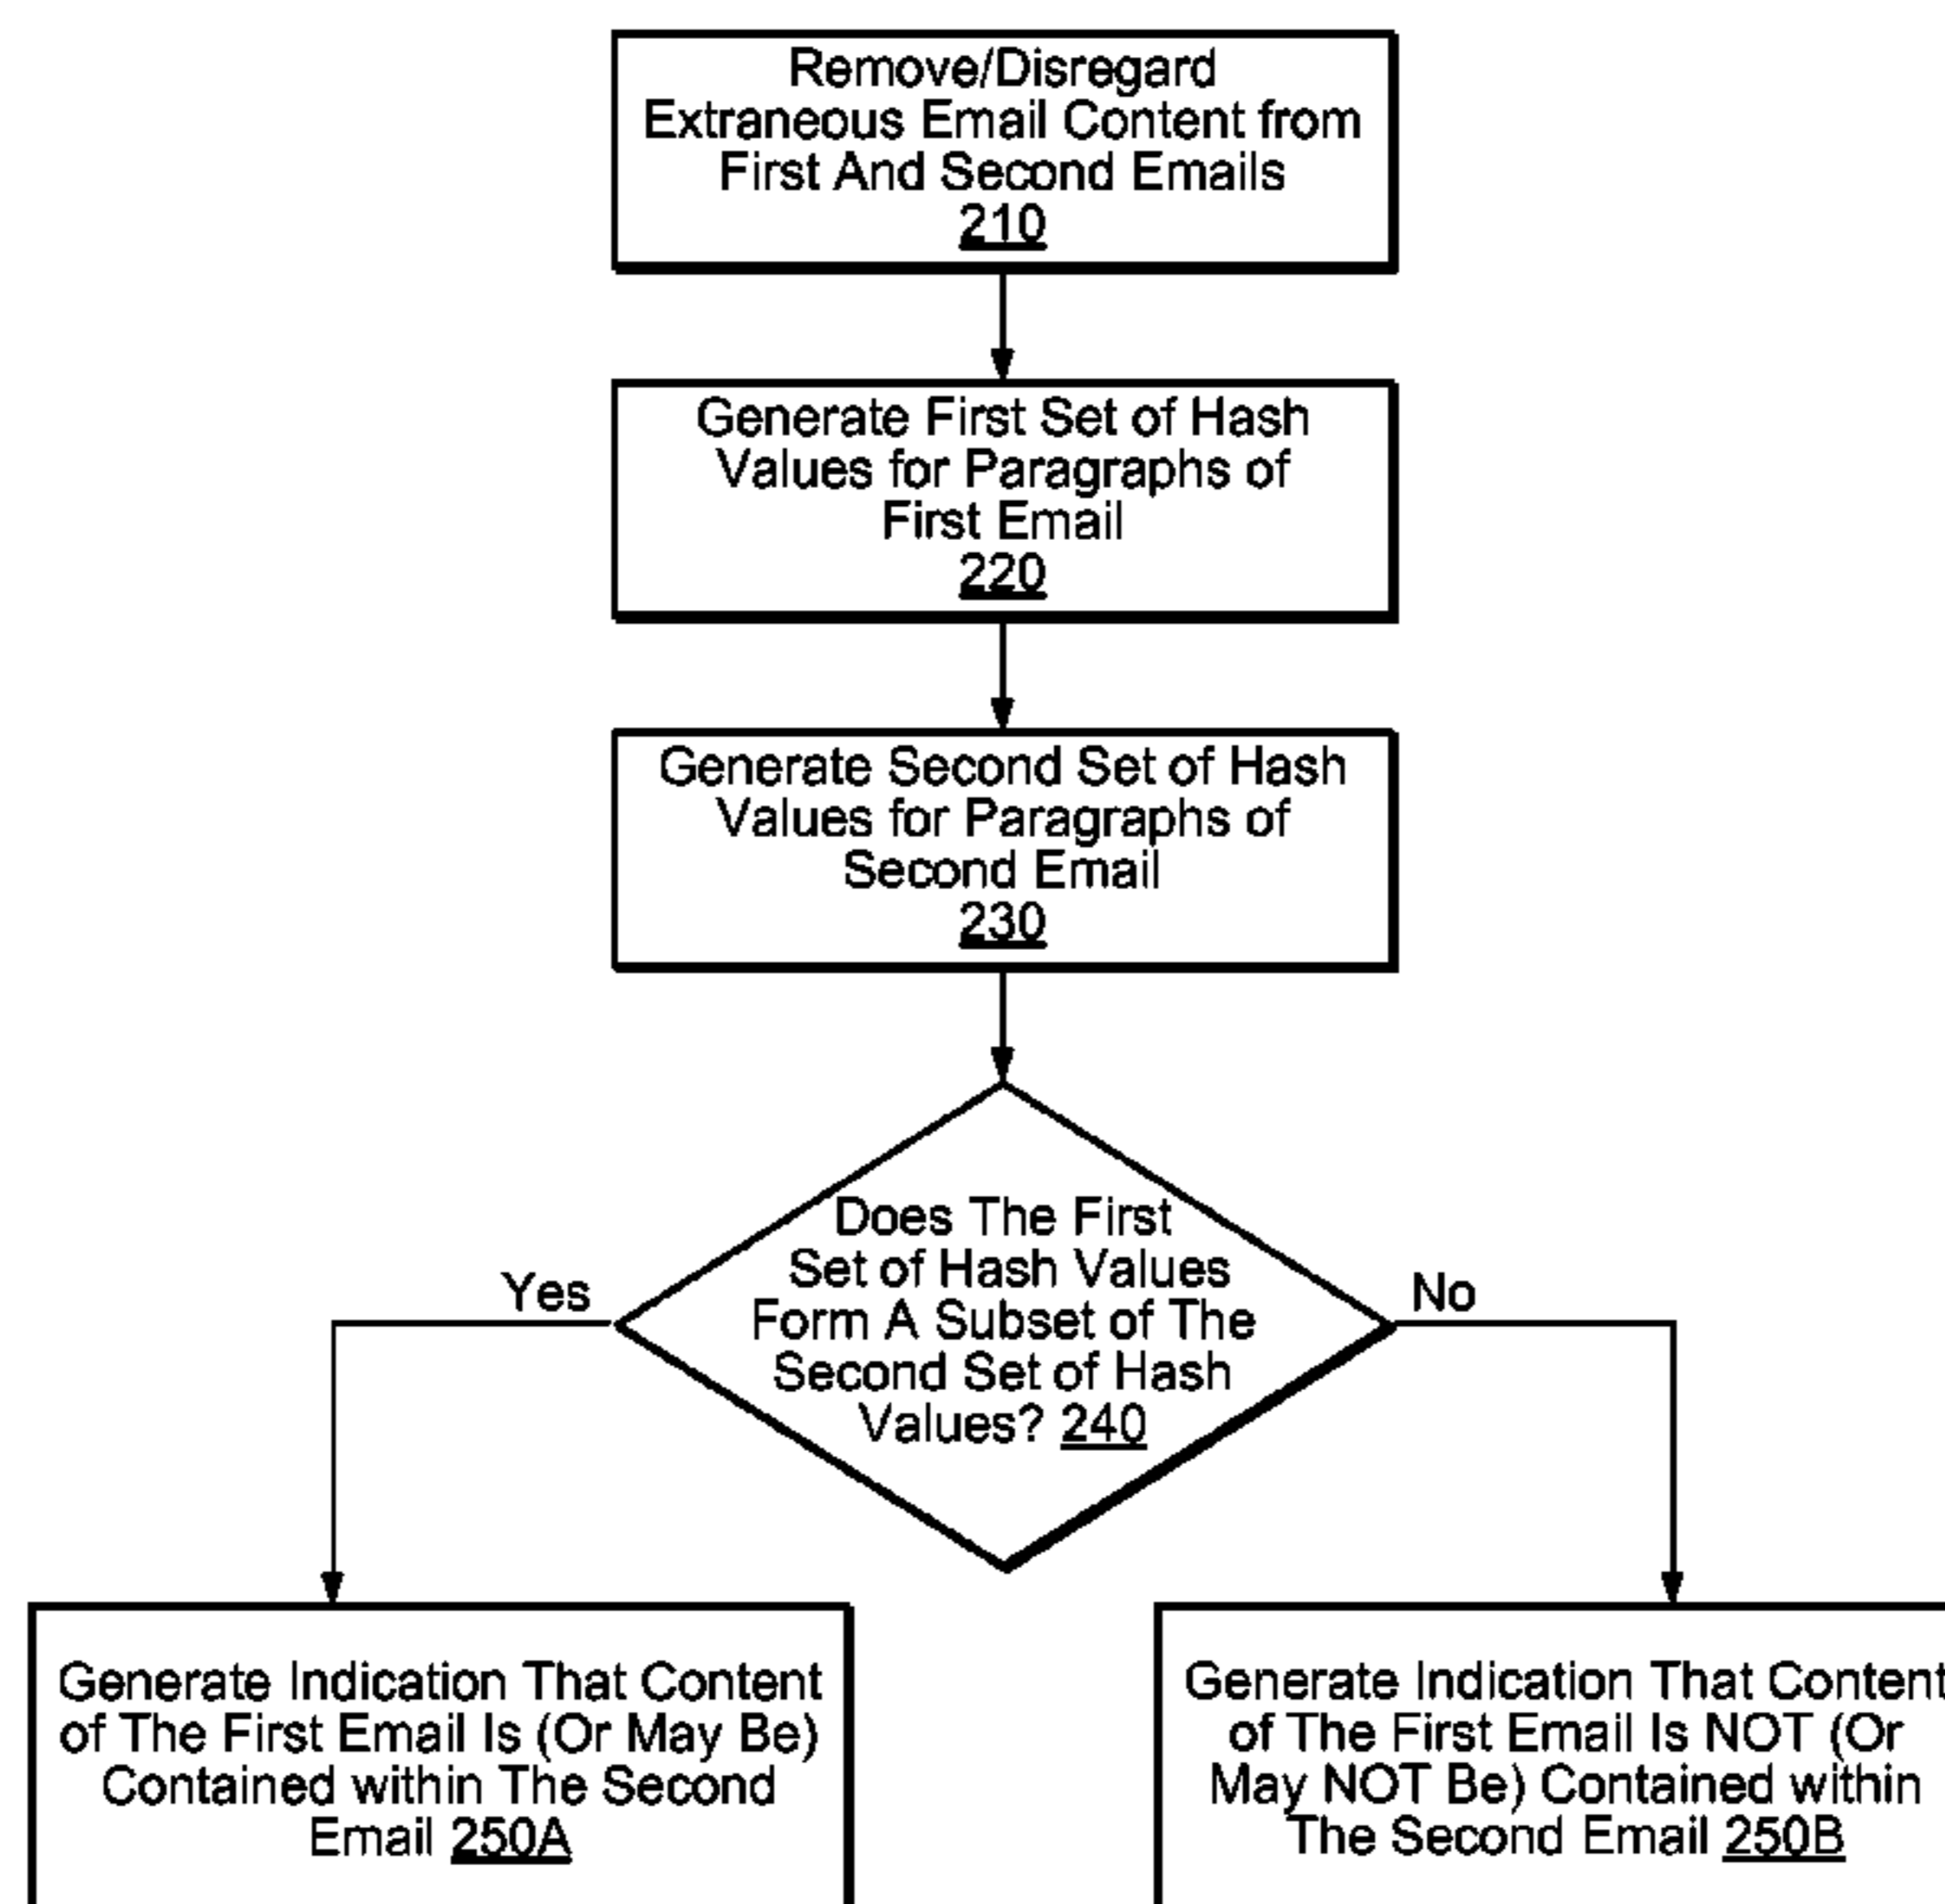 Remove/Disregard
Extraneous Email Content from
First And Second Emails
210
Generate First Set of Hash
Values for Paragraphs of
First Email
220
Generate Second Set of Hash
Values for Paragraphs of
Second Email
230
Does The First
Set of Hash Values
Form A Subset of The
Second Set of Hash
Values? 240
Yes
No
Generate Indication That Content
of The First Email Is (Or May Be)
Contained within The Second
Email 250A
Generate Indication That Content
of The First Email Is NOT (Or
May NOT Be) Contained within
The Second Email 250B